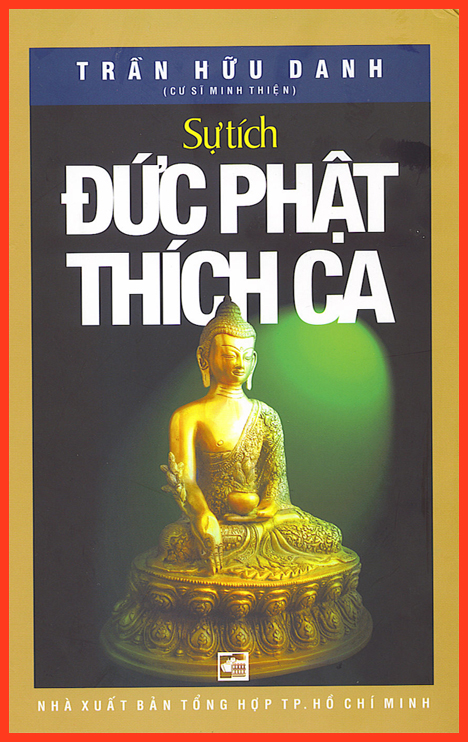 TRẦN HỮU DANH
(CƯ SĨ MINH THIỆN)
Sự tích
ĐỨC PHẬT
THÍCH CA
NHÀ XUẤT BẢN TỔNG HỢP TP. HỒ CHÍ MINH